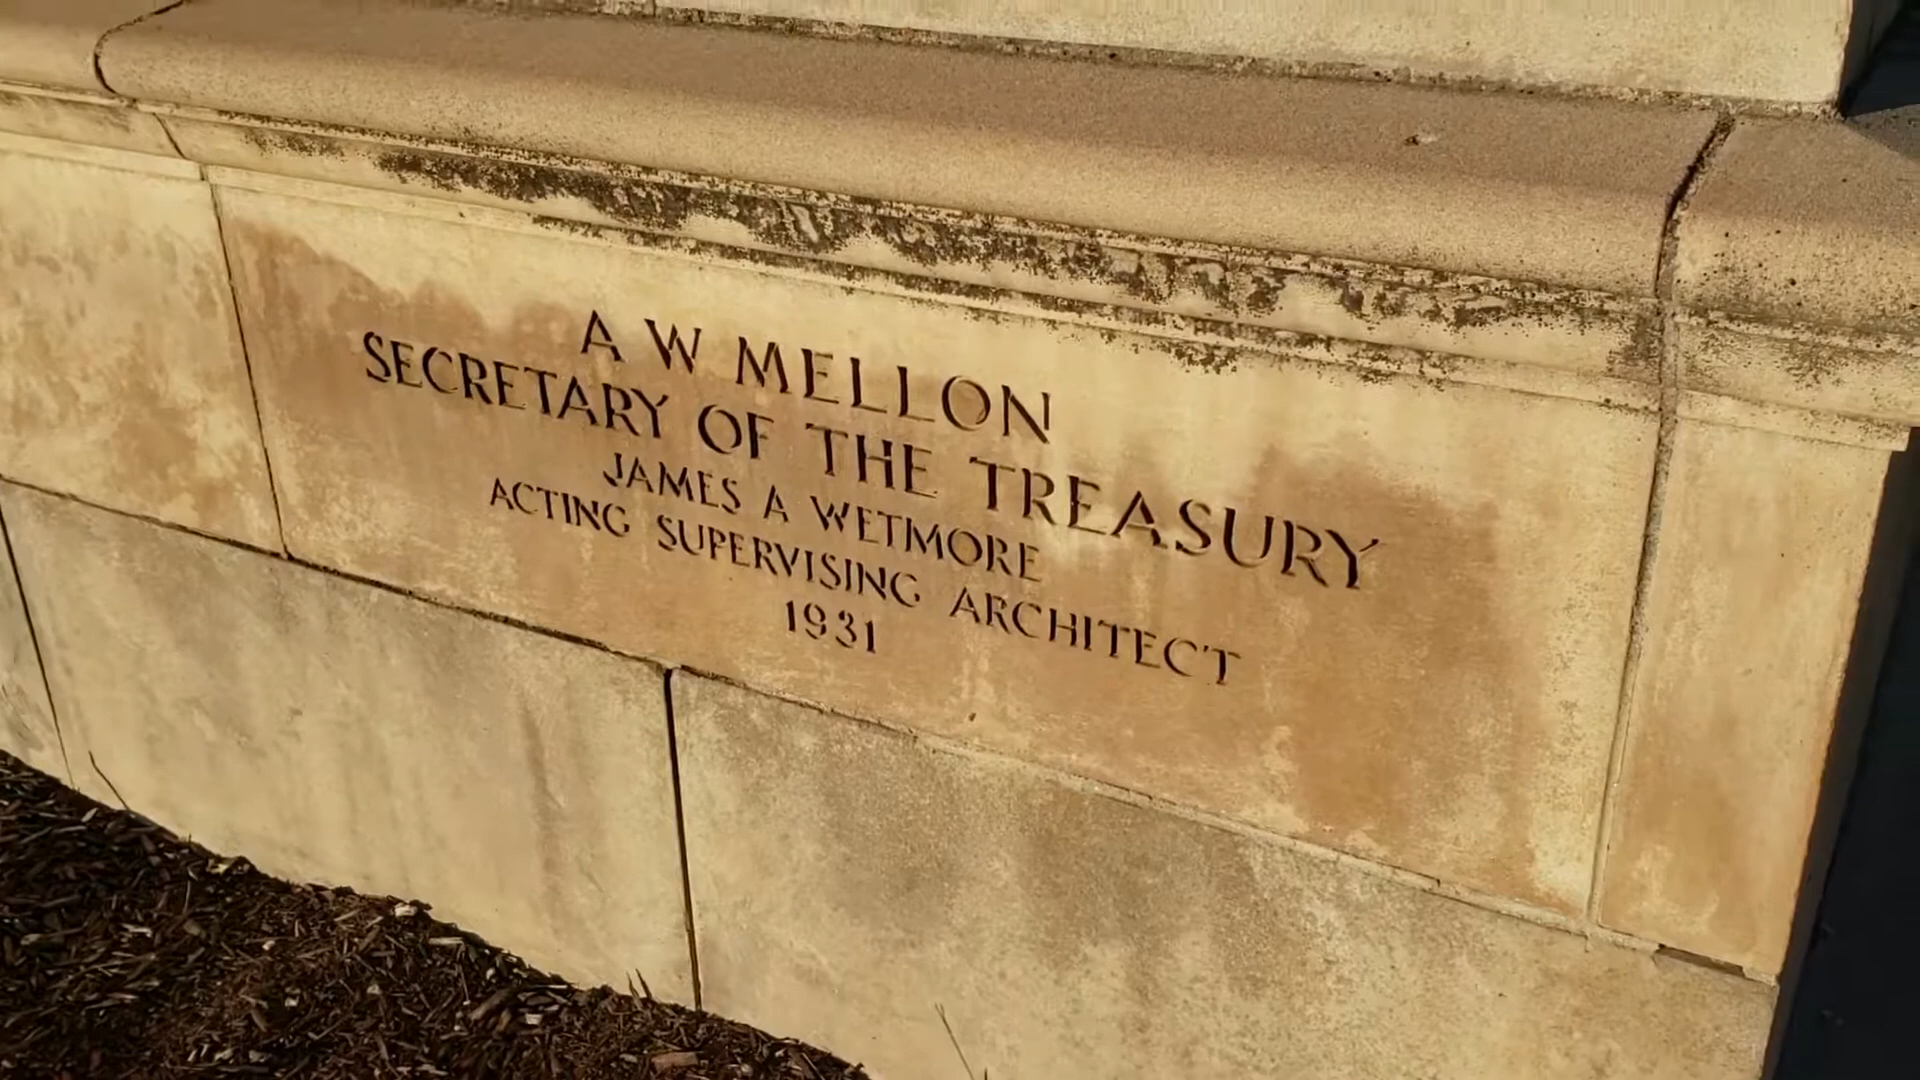 A W MELLON
SECRETARY OF THE TREASURY
JAMES A WETMORE
ACTING SUPERVISING ARCHITECT
1931